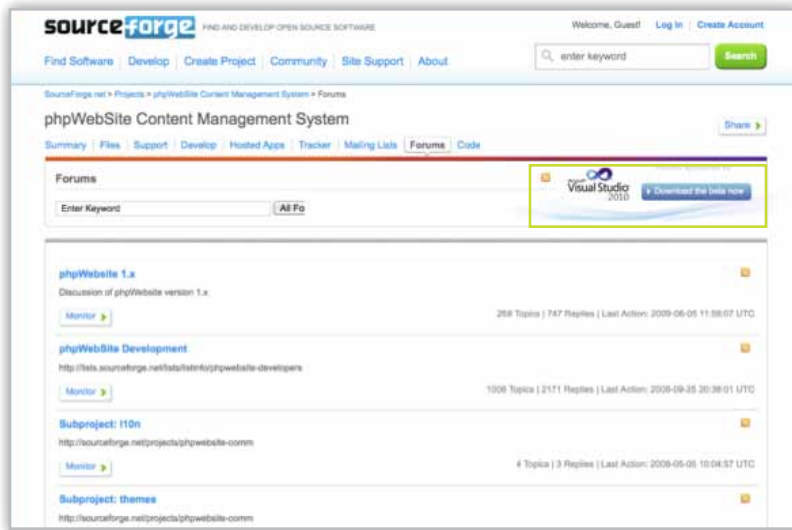 sourceforge FIND AND DEVELOP OPEN SOURCE SOFTWARE
Welcome, Guest! Log In Create Account
Find Software Develop Create Project Community Site Support About
enter keyword Search
SourceForge.net > Projects > phpWebSite Content Management System > Forums
phpWebSite Content Management System
Share
Summary Files Support Develop Hosted Apps Tracker Mailing Lists Forums Code
Forums
Visual Studio 2010
Download the beta now
Enter Keyword All Fo
phpWebsite 1.x
Discussion of phpWebsite version 1.x
Monitor
268 Topics | 747 Replies | Last Action: 2009-06-05 11:58:07 UTC
phpWebSite Development
http://lists.sourceforge.net/lists/listinfo/phpwebsite-developers
Monitor
1006 Topics | 2171 Replies | Last Action: 2008-09-25 20:38:01 UTC
Subproject: l10n
http://sourceforge.net/projects/phpwebsite-comm
Monitor
4 Topics | 3 Replies | Last Action: 2008-05-05 10:04:57 UTC
Subproject: themes
http://sourceforge.net/projects/phpwebsite-comm